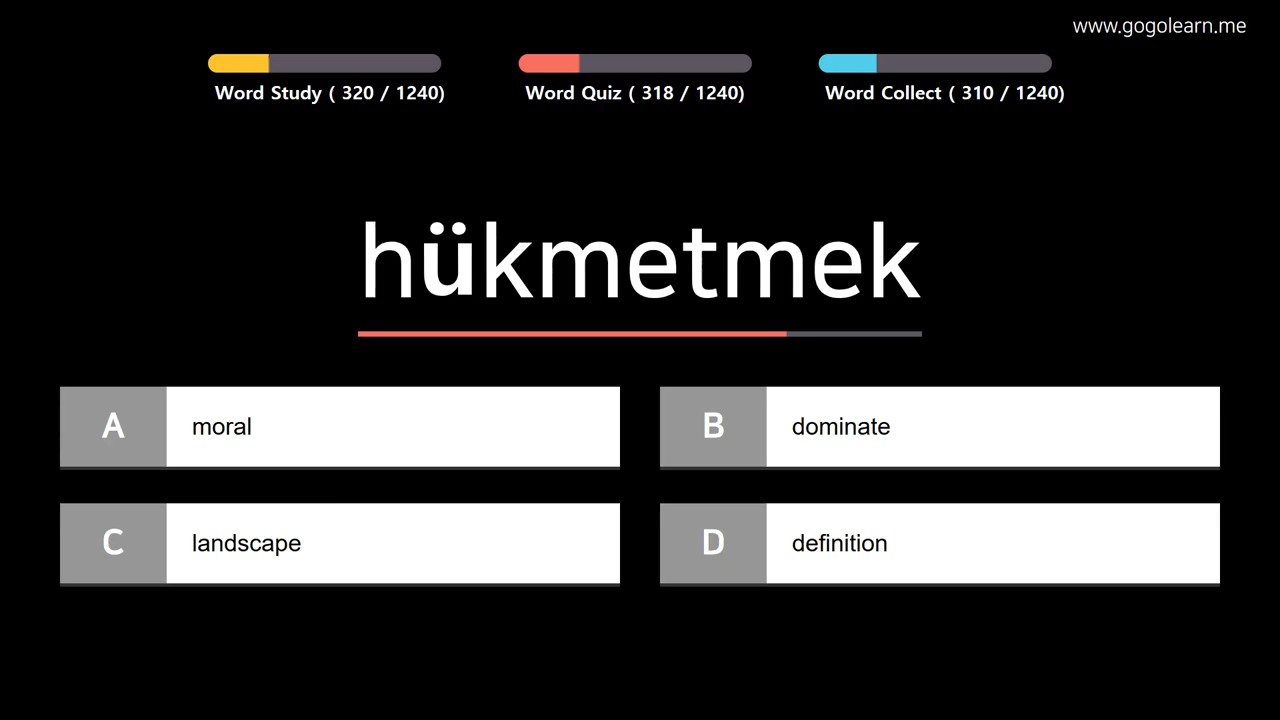 www.gogolearn.me
Word Study ( 320 / 1240)
Word Quiz ( 318 / 1240)
Word Collect ( 310 / 1240)
hükmetmek
A moral
B dominate
C landscape
D definition